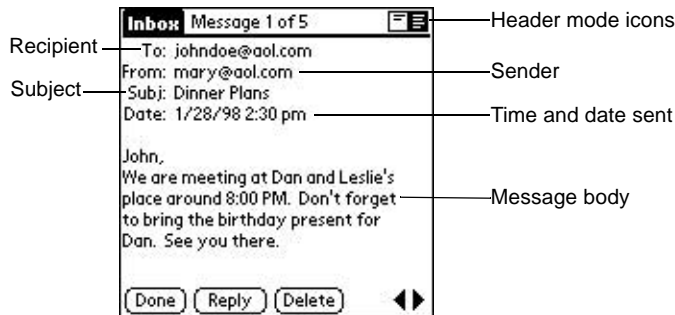 Inbox Message 1 of 5
Header mode icons
Recipient
To: johndoe@aol.com
From: mary@aol.com
Sender
Subject
Subj: Dinner Plans
Date: 1/28/98 2:30 pm
Time and date sent
John,
We are meeting at Dan and Leslie's
place around 8:00 PM. Don't forget
Message body
to bring the birthday present for
Dan. See you there.
Done Reply Delete